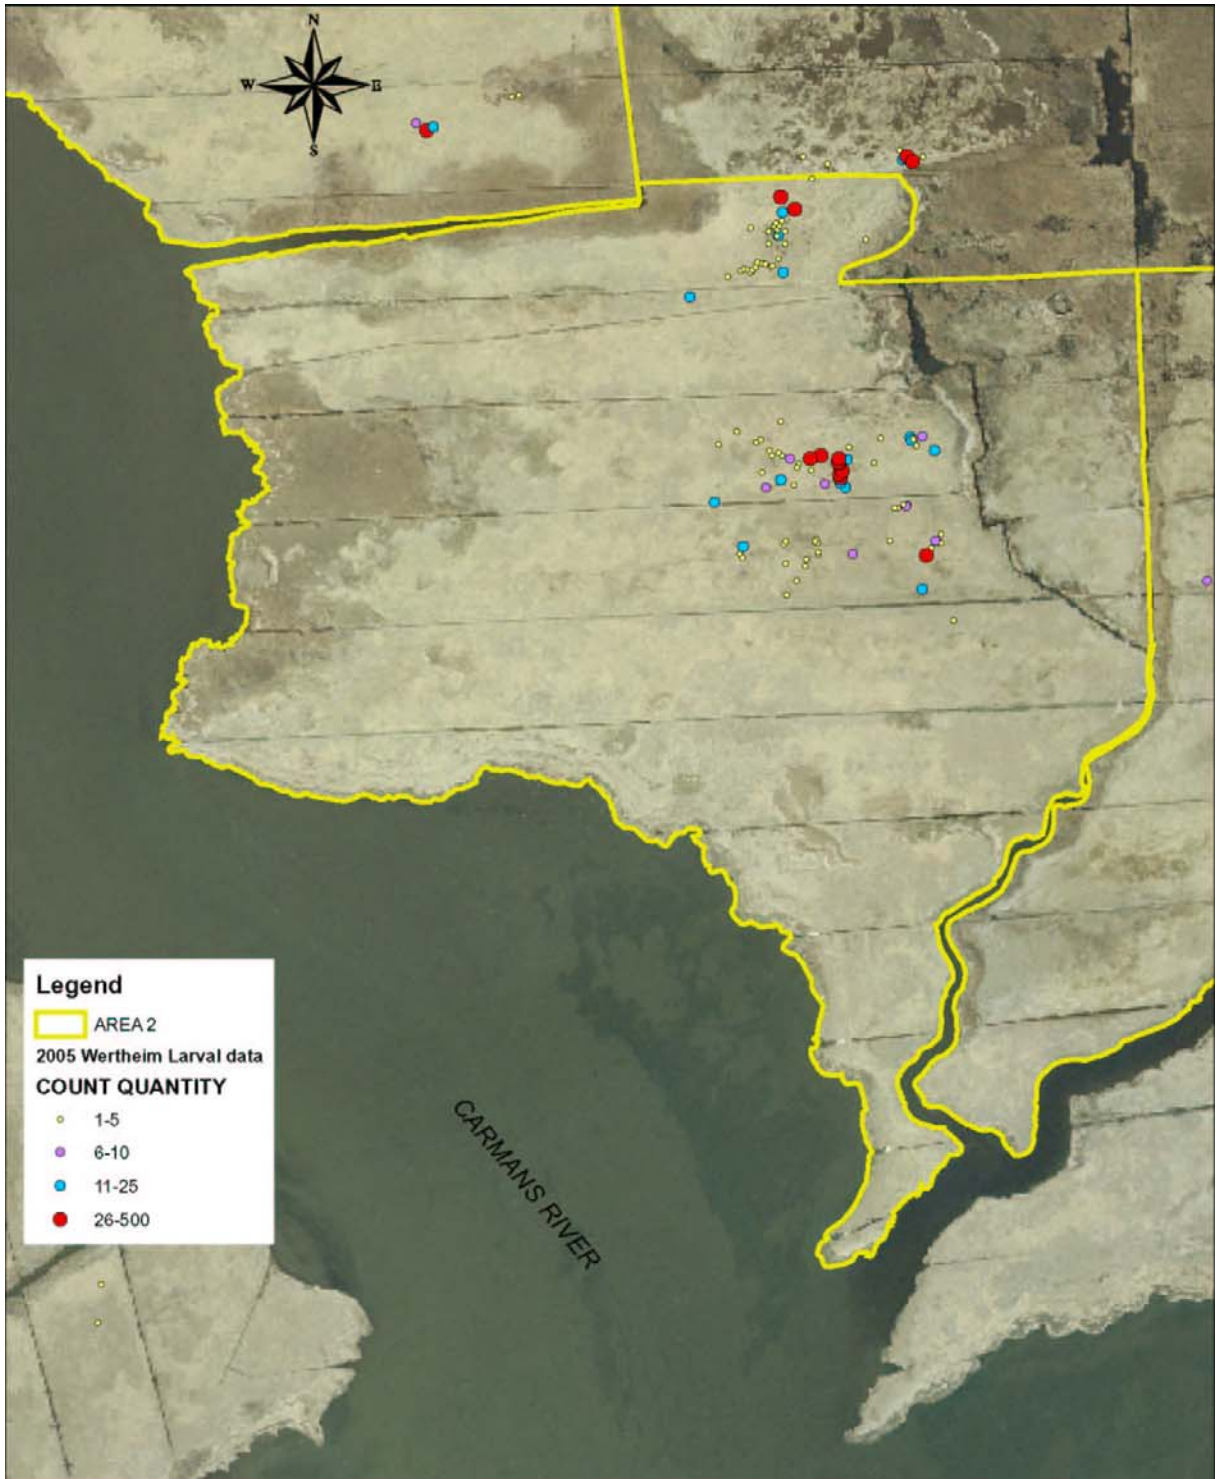 N
W E
S
Legend
AREA 2
2005 Wertheim Larval data
COUNT QUANTITY
1-5
6-10
11-25
26-500
CARMANS RIVER